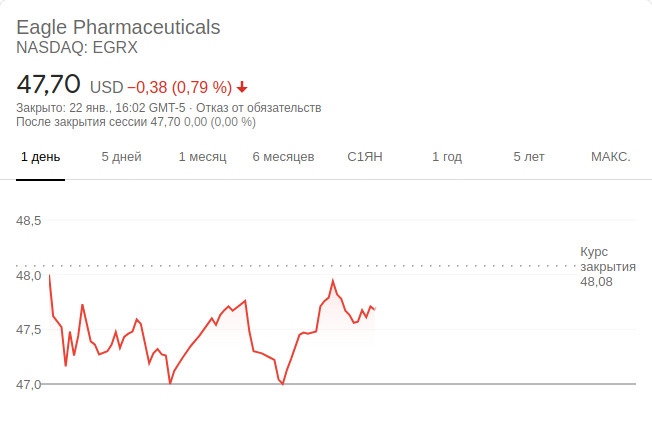 Eagle Pharmaceuticals
NASDAQ: EGRX
47,70 USD −0,38 (0,79 %)
Закрыто: 22 янв., 16:02 GMT-5 · Отказ от обязательств
После закрытия сессии 47,70 0,00 (0,00 %)
1 день 5 дней 1 месяц 6 месяцев С1ЯН 1 год 5 лет МАКС.
48,5
Курс
закрытия
48,08
48,0
47,5
47,0